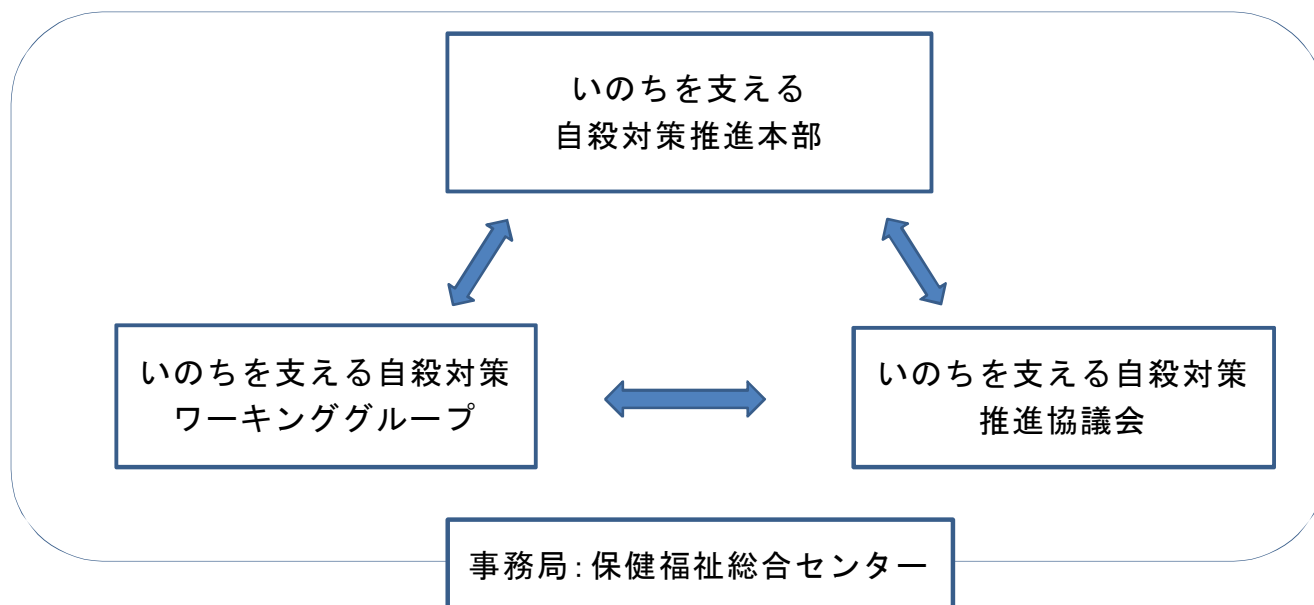 いのちを支える
自殺対策推進本部
いのちを支える自殺対策
ワーキンググループ
いのちを支える自殺対策
推進協議会
事務局:保健福祉総合センター